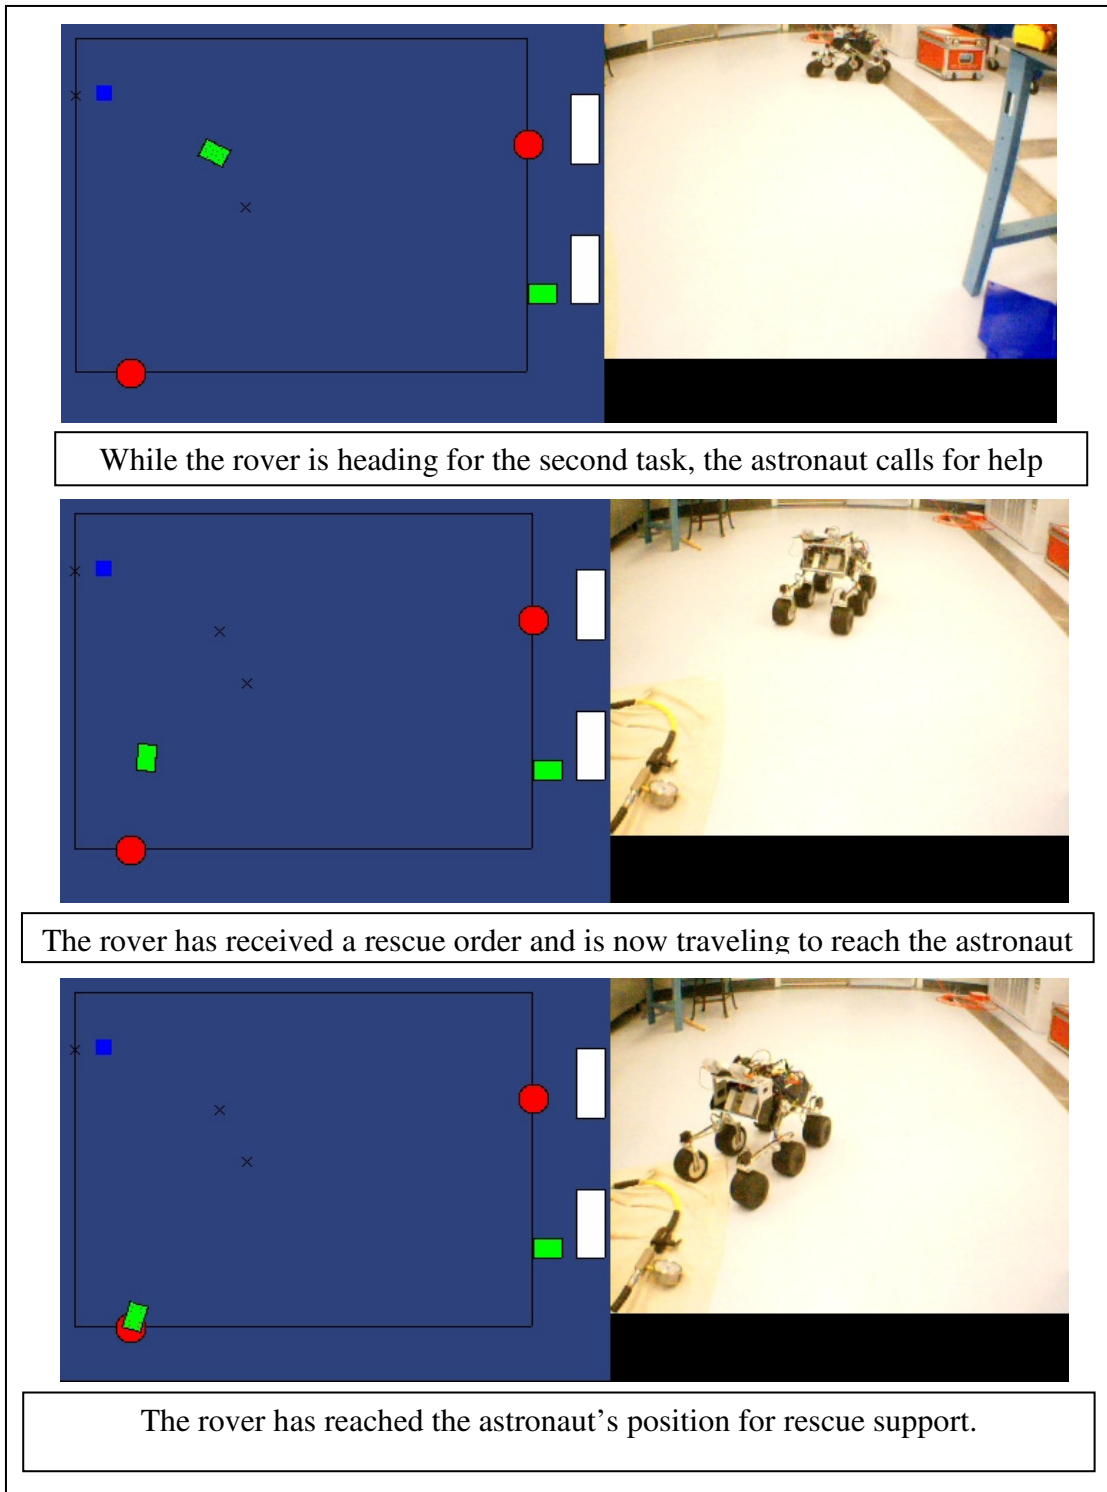 While the rover is heading for the second task, the astronaut calls for help
The rover has received a rescue order and is now traveling to reach the astronaut
The rover has reached the astronaut’s position for rescue support.